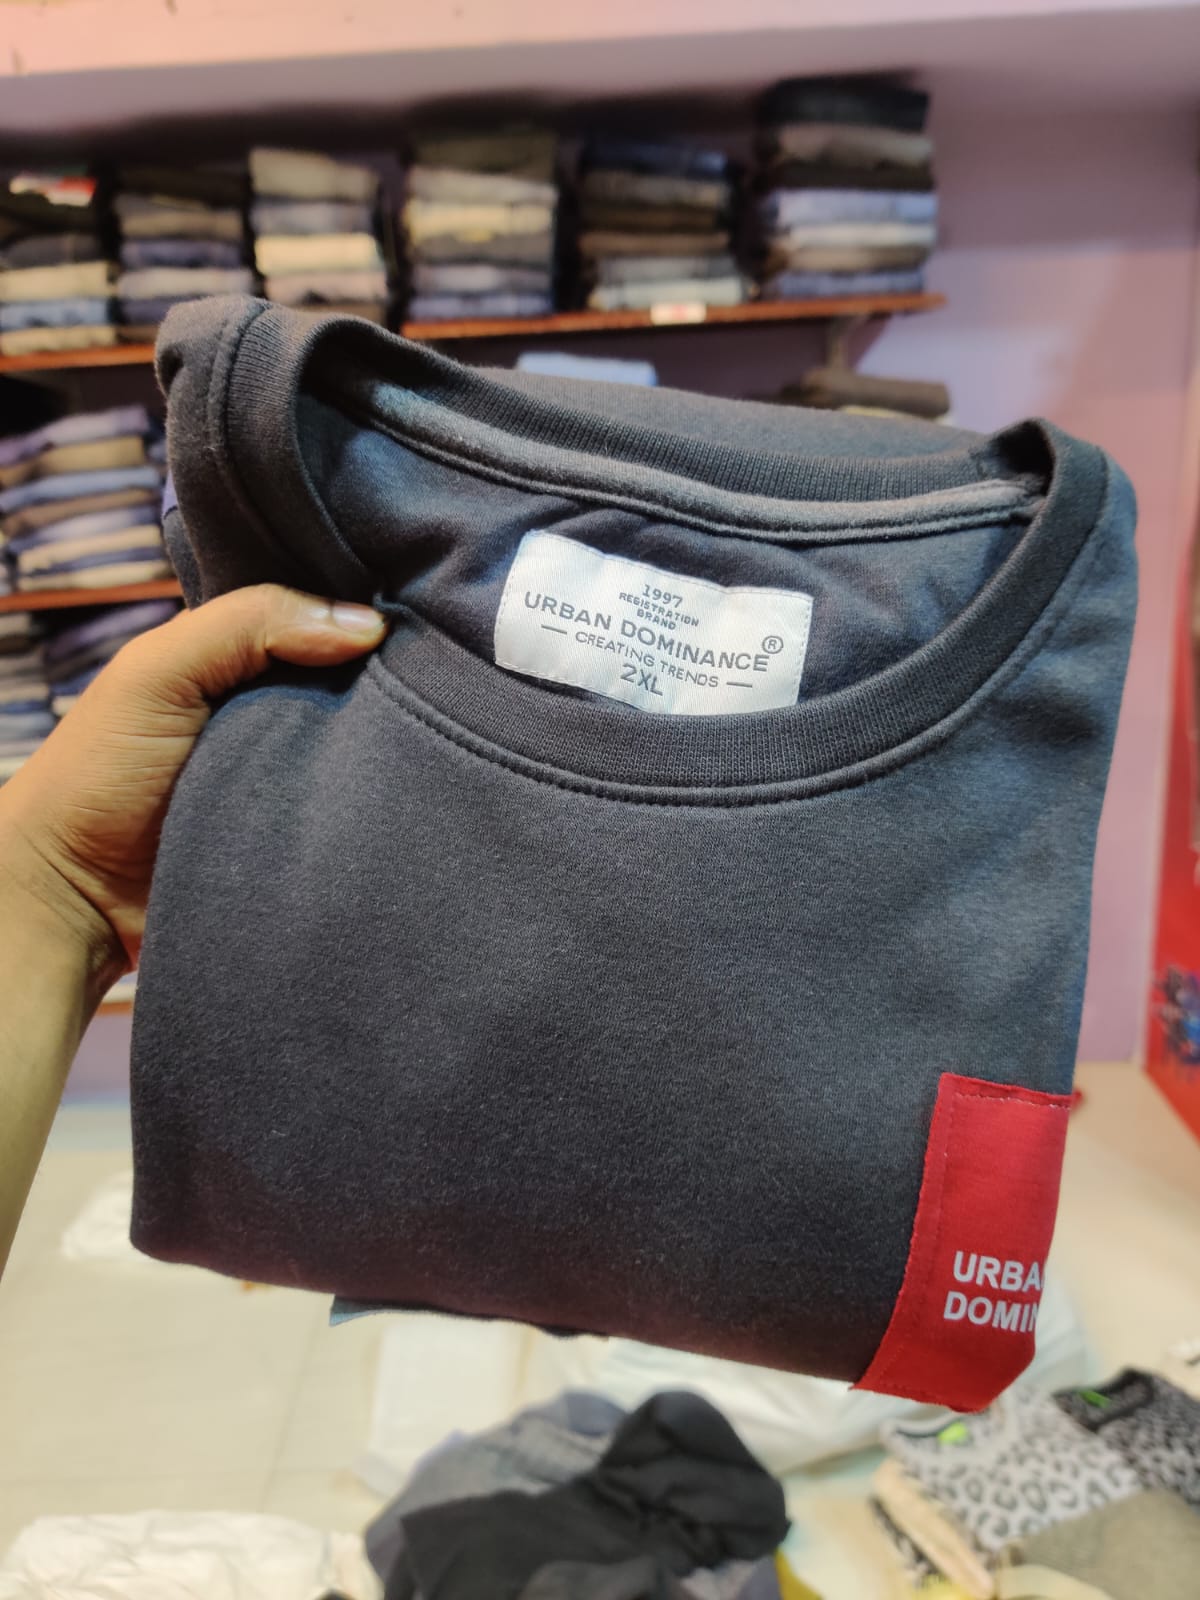 1997
REGISTRATION
BRAND
URBAN DOMINANCE®
— CREATING TRENDS —
2XL
URBA
DOMIN